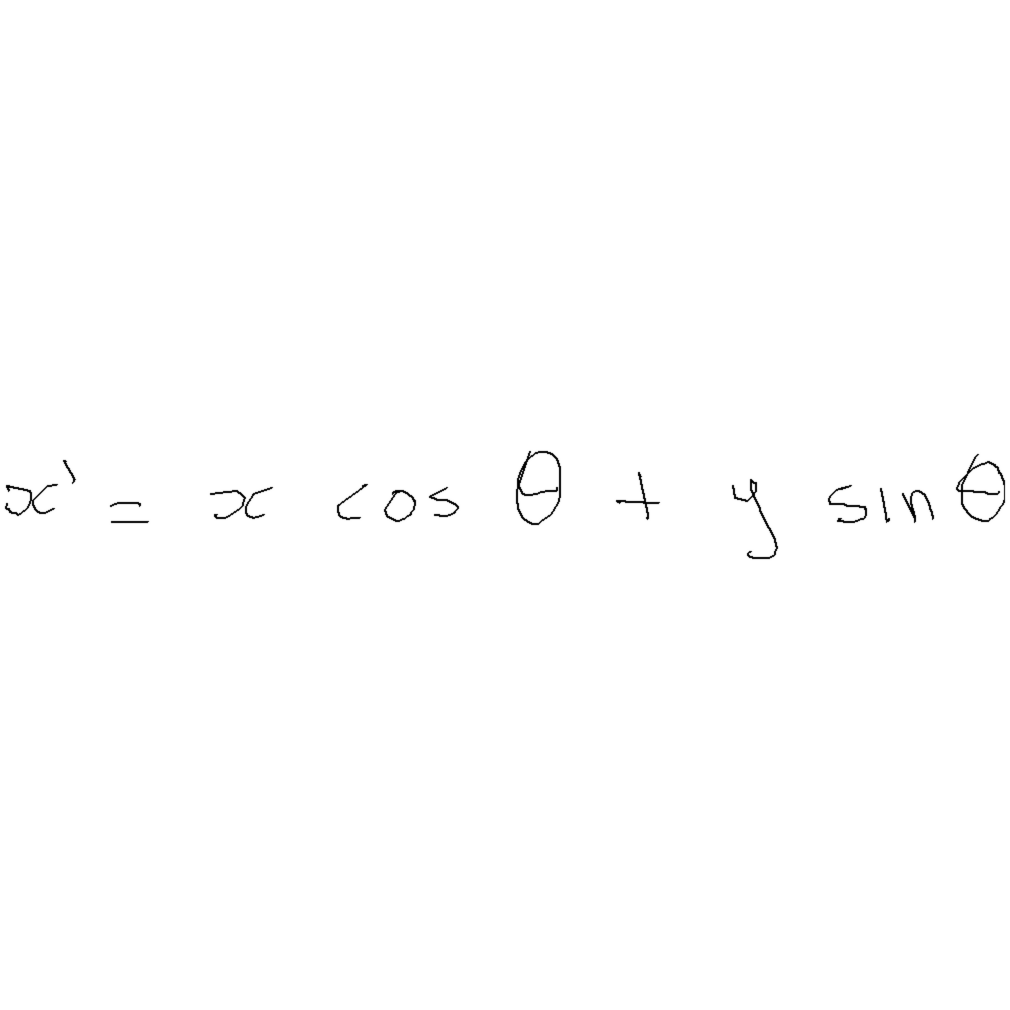 x' = x cos θ + y sin θ